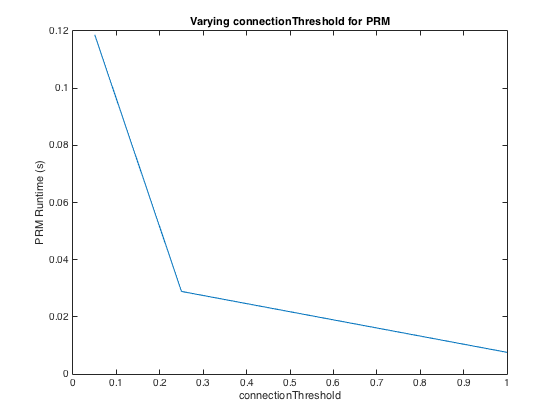 Varying connectionThreshold for PRM
0.12
0.1
0.08
0.06
0.04
0.02
0
PRM Runtime (s)
0 0.1 0.2 0.3 0.4 0.5 0.6 0.7 0.8 0.9 1
connectionThreshold